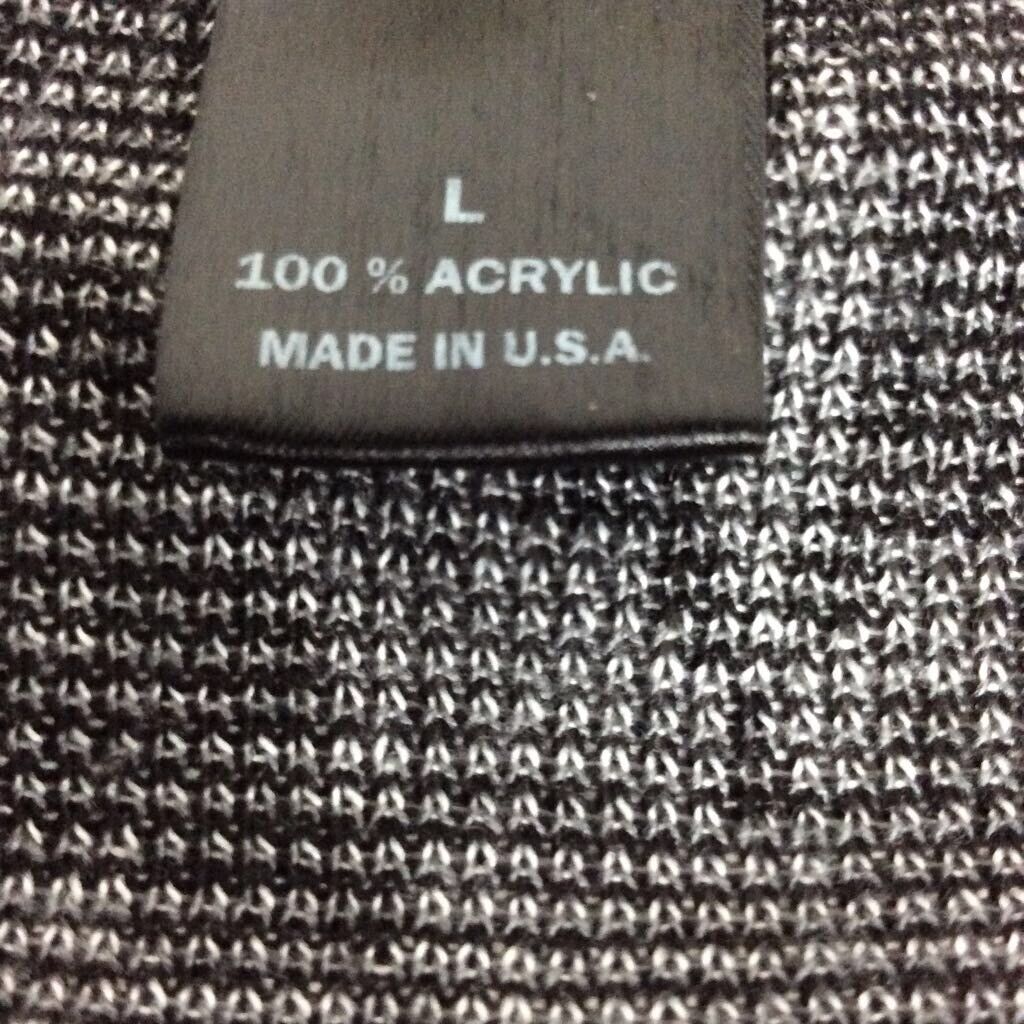 L
100 % ACRYLIC
MADE IN U.S.A.